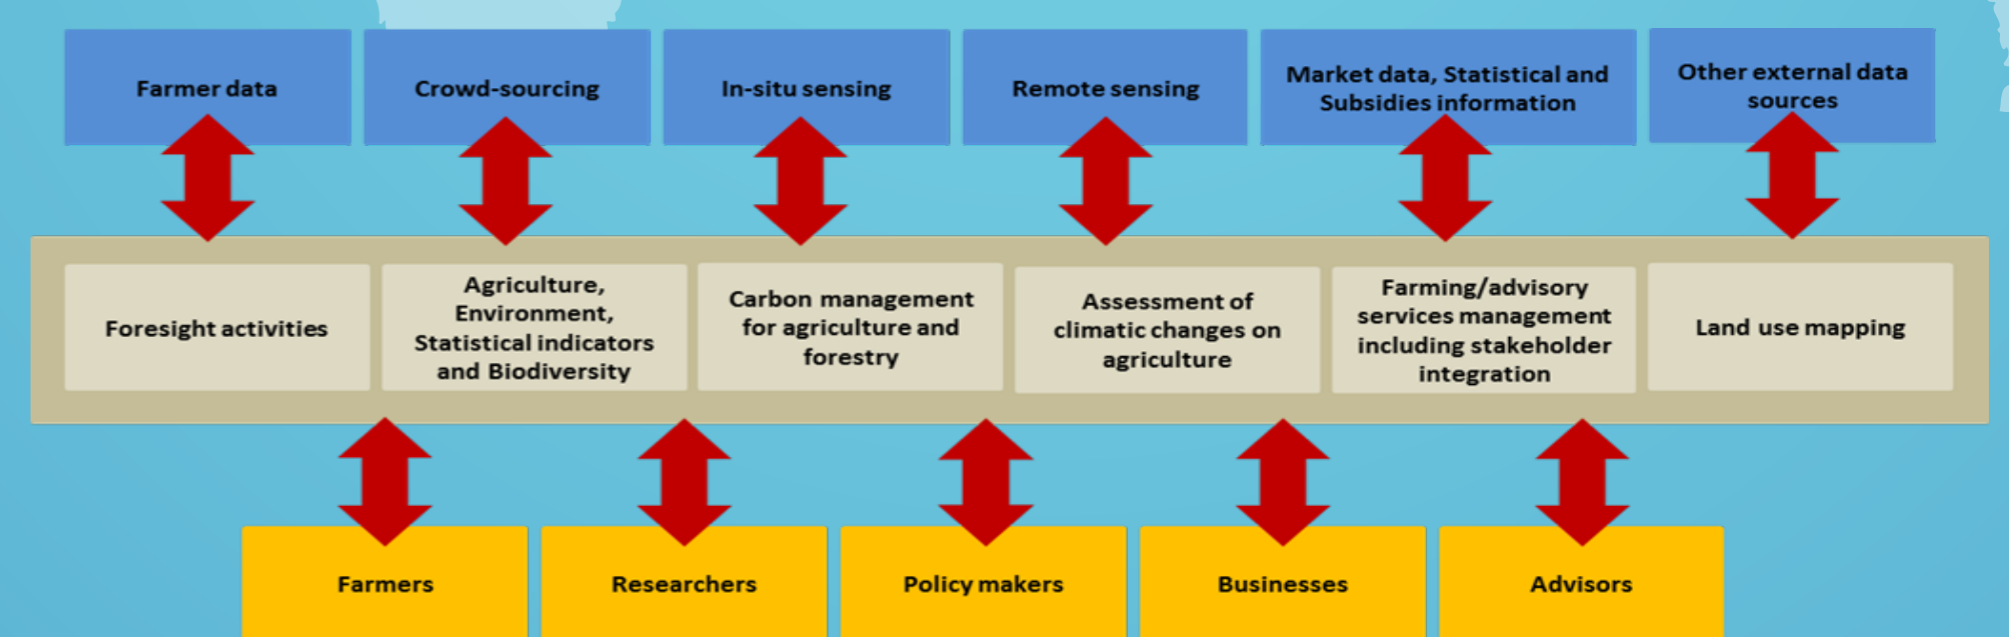 Farmer data
Crowd-sourcing
In-situ sensing
Remote sensing
Market data, Statistical and
Subsidies information
Other external data
sources
Foresight activities
Agriculture,
Environment,
Statistical indicators
and Biodiversity
Carbon management
for agriculture and
forestry
Assessment of
climatic changes on
agriculture
Farming/advisory
services management
including stakeholder
integration
Land use mapping
Farmers
Researchers
Policy makers
Businesses
Advisors